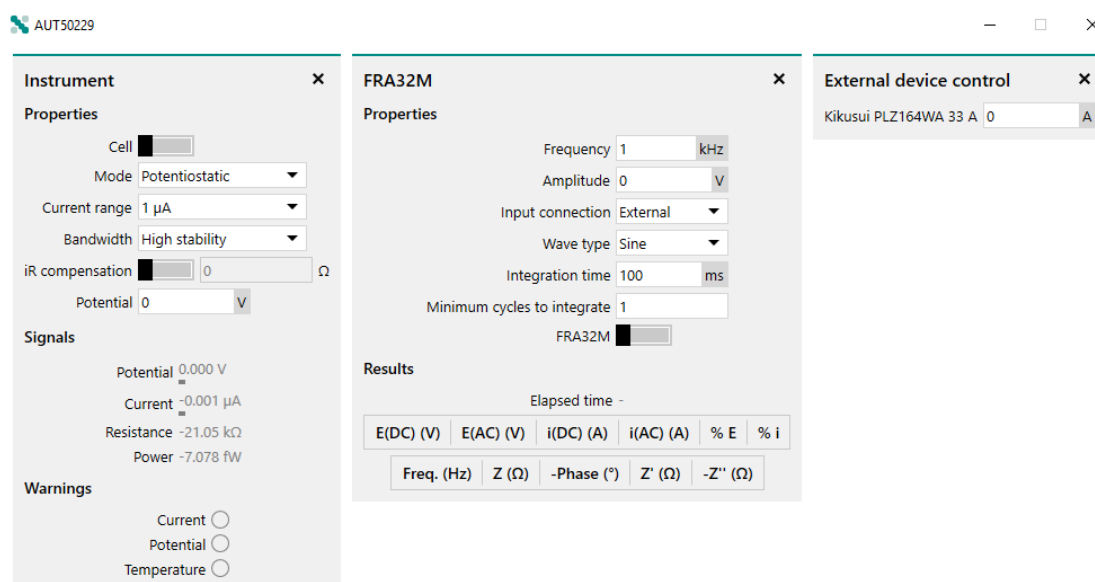 AUT50229
Instrument
Properties
Cell
Mode Potentiostatic
Current range 1 µA
Bandwidth High stability
iR compensation 0 Ω
Potential 0 V
Signals
Potential 0.000 V
Current -0.001 µA
Resistance -21.05 kΩ
Power -7.078 fW
Warnings
Current
Potential
Temperature
FRA32M
Properties
Frequency 1 kHz
Amplitude 0 V
Input connection External
Wave type Sine
Integration time 100 ms
Minimum cycles to integrate 1
FRA32M
Results
Elapsed time -
E(DC) (V) E(AC) (V) i(DC) (A) i(AC) (A) % E % i
Freq. (Hz) Z (Ω) -Phase (°) Z' (Ω) -Z'' (Ω)
External device control
Kikusui PLZ164WA 33 A 0 A